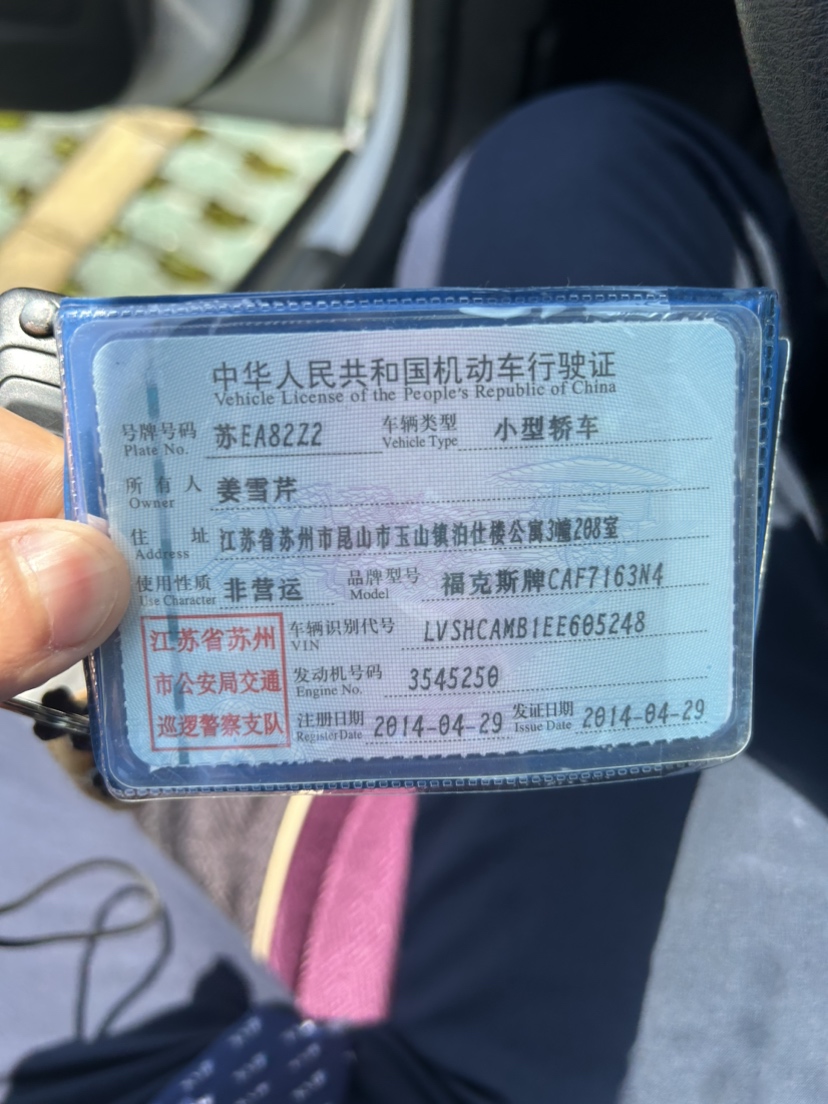 中华人民共和国机动车行驶证
Vehicle License of the People's Republic of China
号牌号码 苏EA82Z2 车辆类型 小型轿车
Plate No. Vehicle Type
所有人 姜雪芹
Owner
住址 江苏省苏州市昆山市玉山镇泊仕楼公寓3幢208室
Address
使用性质 非营运 品牌型号 福克斯牌CAF7163N4
Use Character Model
江苏省苏州
市公安局交通
巡逻警察支队
车辆识别代号 LVSHCAMB1EE605248
VIN
发动机号码 3545250
Engine No.
注册日期 2014-04-29 发证日期 2014-04-29
Register Date Issue Date